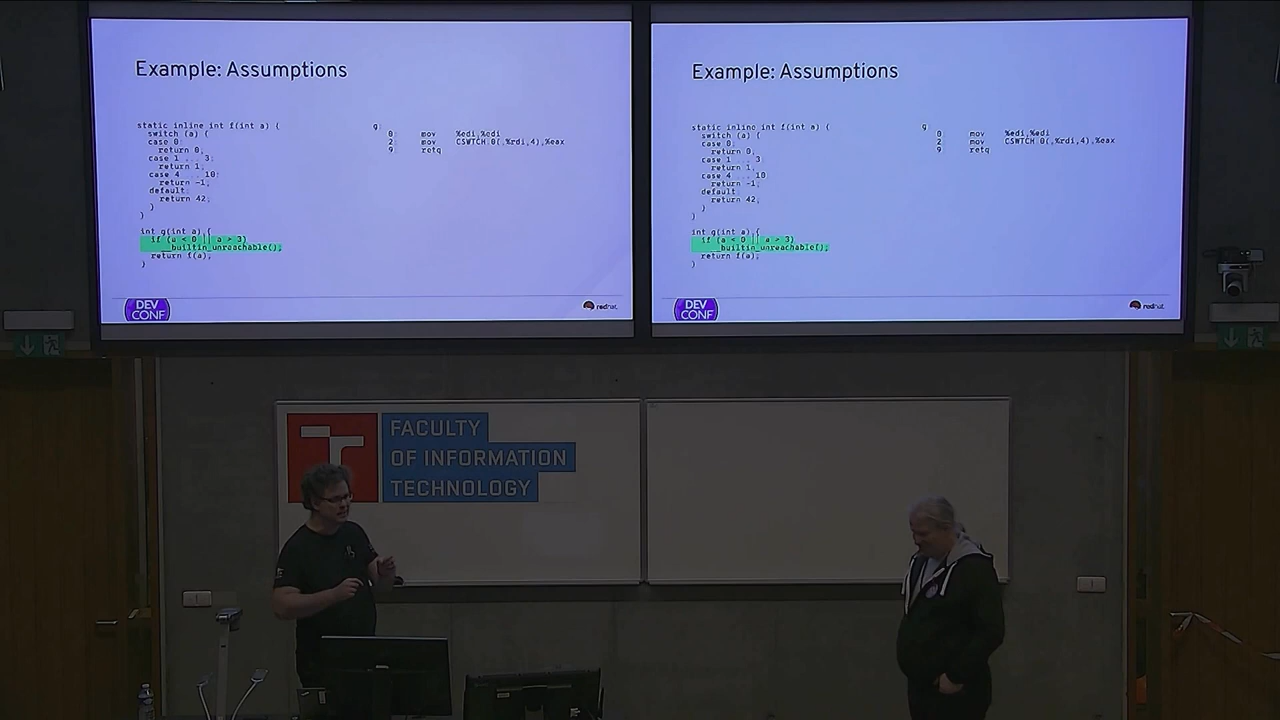 Example: Assumptions
static inline int f(int a) {
switch (a) {
case 0:
return 0;
case 1 ... 3:
return 1;
case 4 ... 10:
return -1;
default:
return 42;
}
}
int g(int a) {
if (a < 0 || a > 3)
__builtin_unreachable();
return f(a);
}
g:
0: mov %edi,%edi
2: mov CSWTCH.0(,%rdi,4),%eax
9: retq
DEV
CONF
redhat.
Example: Assumptions
static inline int f(int a) {
switch (a) {
case 0:
return 0;
case 1 ... 3:
return 1;
case 4 ... 10:
return -1;
default:
return 42;
}
}
int g(int a) {
if (a < 0 || a > 3)
__builtin_unreachable();
return f(a);
}
g:
0: mov %edi,%edi
2: mov CSWTCH.0(,%rdi,4),%eax
9: retq
DEV
CONF
redhat.
FACULTY
OF INFORMATION
TECHNOLOGY